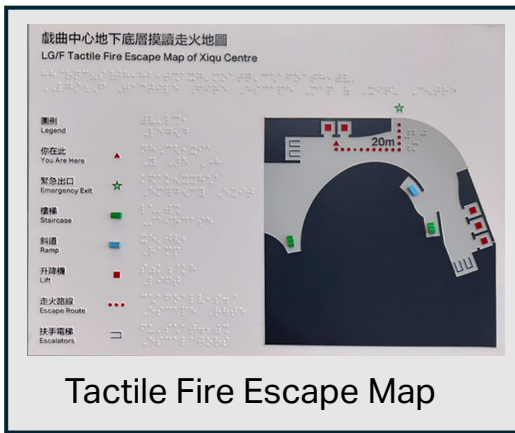 戲曲中心地下底層摸讀走火地圖
LG/F Tactile Fire Escape Map of Xiqu Centre
圖例
Legend
你在此
You Are Here
緊急出口
Emergency Exit
樓梯
Staircase
斜道
Ramp
升降機
Lift
走火路線
Escape Route
扶手電梯
Escalators
20m
Tactile Fire Escape Map